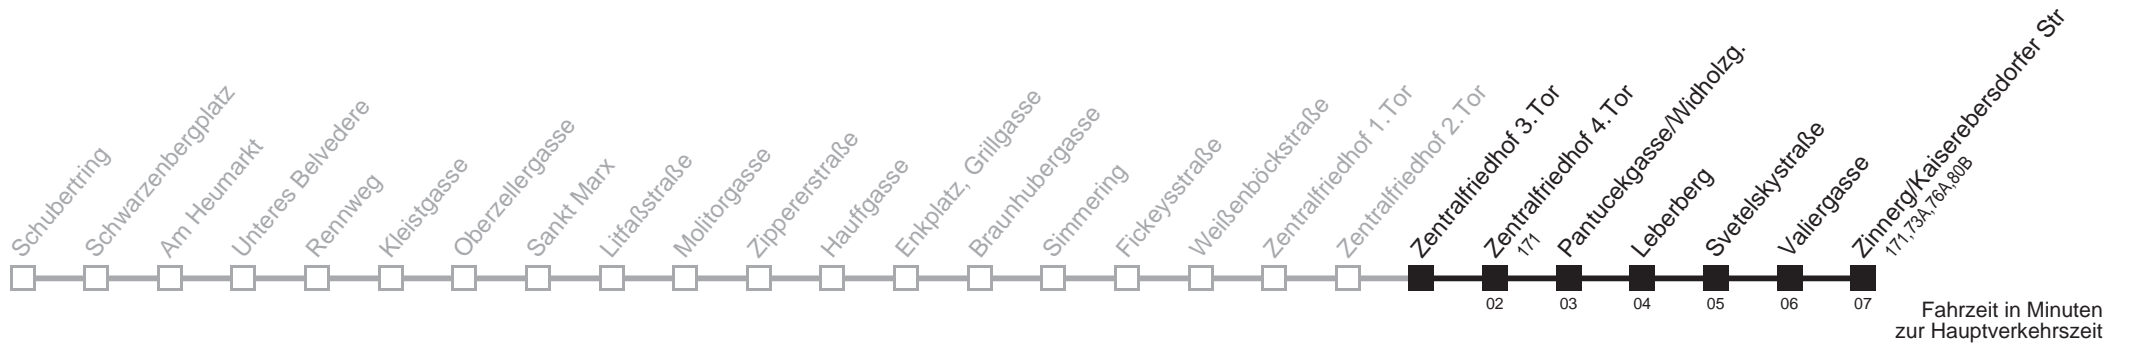 Schubertring
Schwarzenbergplatz
Am Heumarkt
Unteres Belvedere
Rennweg
Kleistgasse
Oberzellergasse
Sankt Marx
Litfaßstraße
Molitorgasse
Zippererstraße
Hauffgasse
Enkplatz, Grillgasse
Braunhubergasse
Simmering
Fickeysstraße
Weißenböckstraße
Zentralfriedhof 1.Tor
Zentralfriedhof 2.Tor
Zentralfriedhof 3.Tor
Zentralfriedhof 4.Tor
171
Pantucekgasse/Widholzg.
Leberberg
Svetelskystraße
Valiergasse
Zinnerg/Kaiserebersdorfer Str
171,73A,76A,80B
02
03
04
05
06
07
Fahrzeit in Minuten
zur Hauptverkehrszeit